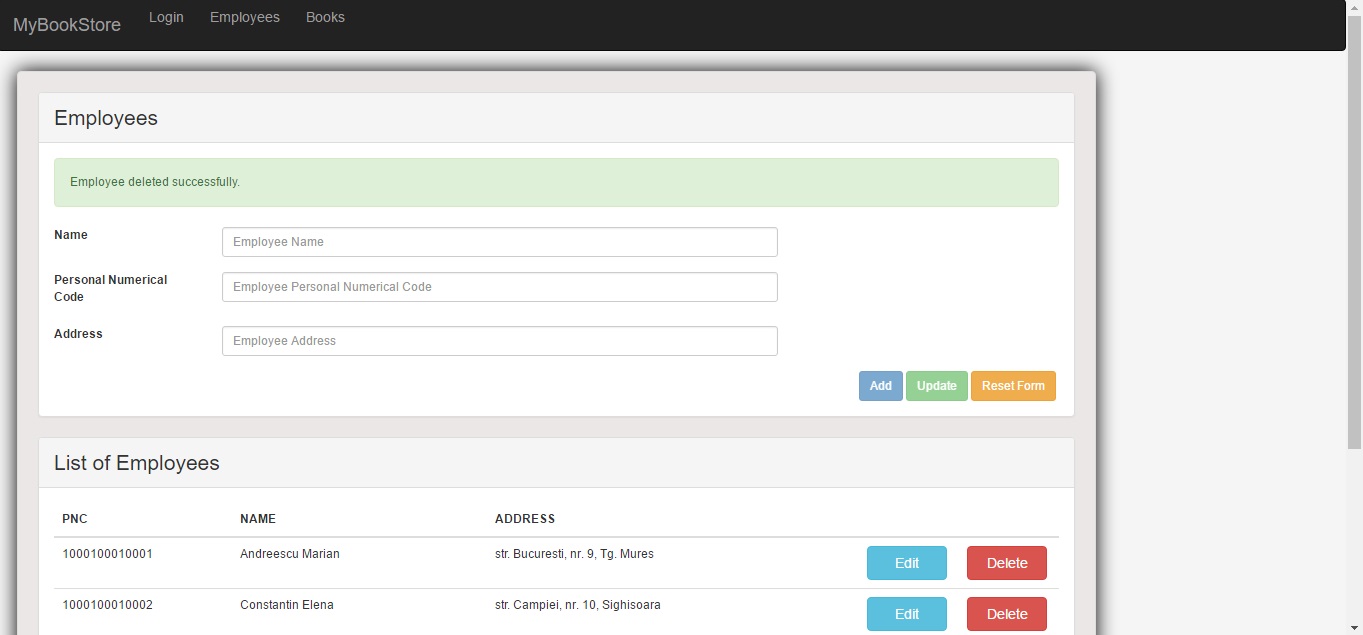 MyBookStore Login Employees Books
Employees
Employee deleted successfully.
Name Employee Name
Personal Numerical Code Employee Personal Numerical Code
Address Employee Address
Add Update Reset Form
List of Employees
PNC NAME ADDRESS
1000100010001 Andreescu Marian str. Bucuresti, nr. 9, Tg. Mures Edit Delete
1000100010002 Constantin Elena str. Campiei, nr. 10, Sighisoara Edit Delete